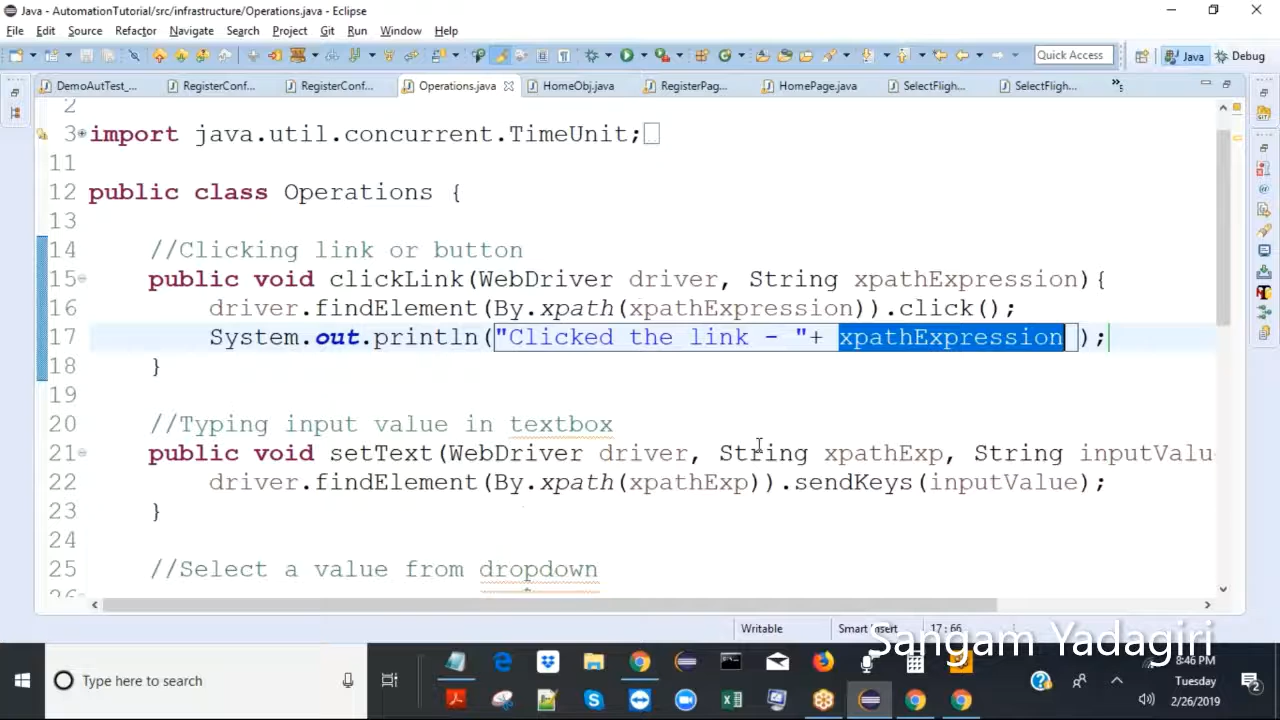 Java - AutomationTutorial/src/infrastructure/Operations.java - Eclipse
File Edit Source Refactor Navigate Search Project Git Run Window Help
Quick Access Java Debug
DemoAutTest_... RegisterConf... RegisterConf... Operations.java HomeObj.java RegisterPag... HomePage.java SelectFligh... SelectFligh... »5
2
3 import java.util.concurrent.TimeUnit;
11
12 public class Operations {
13
14 //Clicking link or button
15 public void clickLink(WebDriver driver, String xpathExpression){
16 driver.findElement(By.xpath(xpathExpression)).click();
17 System.out.println("Clicked the link - "+ xpathExpression );
18 }
19
20 //Typing input value in textbox
21 public void setText(WebDriver driver, String xpathExp, String inputValu
22 driver.findElement(By.xpath(xpathExp)).sendKeys(inputValue);
23 }
24
25 //Select a value from dropdown
26
Writable Smart Insert 17 : 66
Sangam Yadagiri
Type here to search
8:46 PM
Tuesday
2/26/2019
2